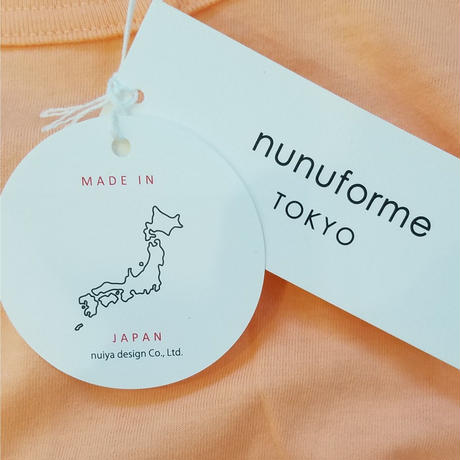 MADE IN
JAPAN
nuiya design Co., Ltd.
nunuforme
TOKYO